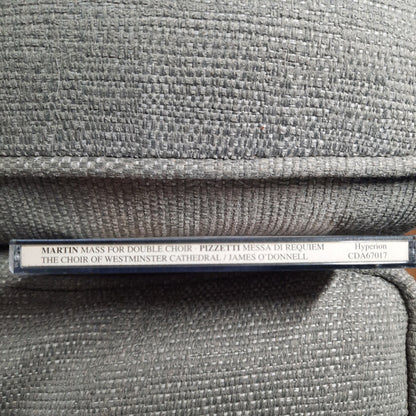 MARTIN MASS FOR DOUBLE CHOIR · PIZZETTI MESSA DI REQUIEM
THE CHOIR OF WESTMINSTER CATHEDRAL / JAMES O'DONNELL
Hyperion
CDA67017